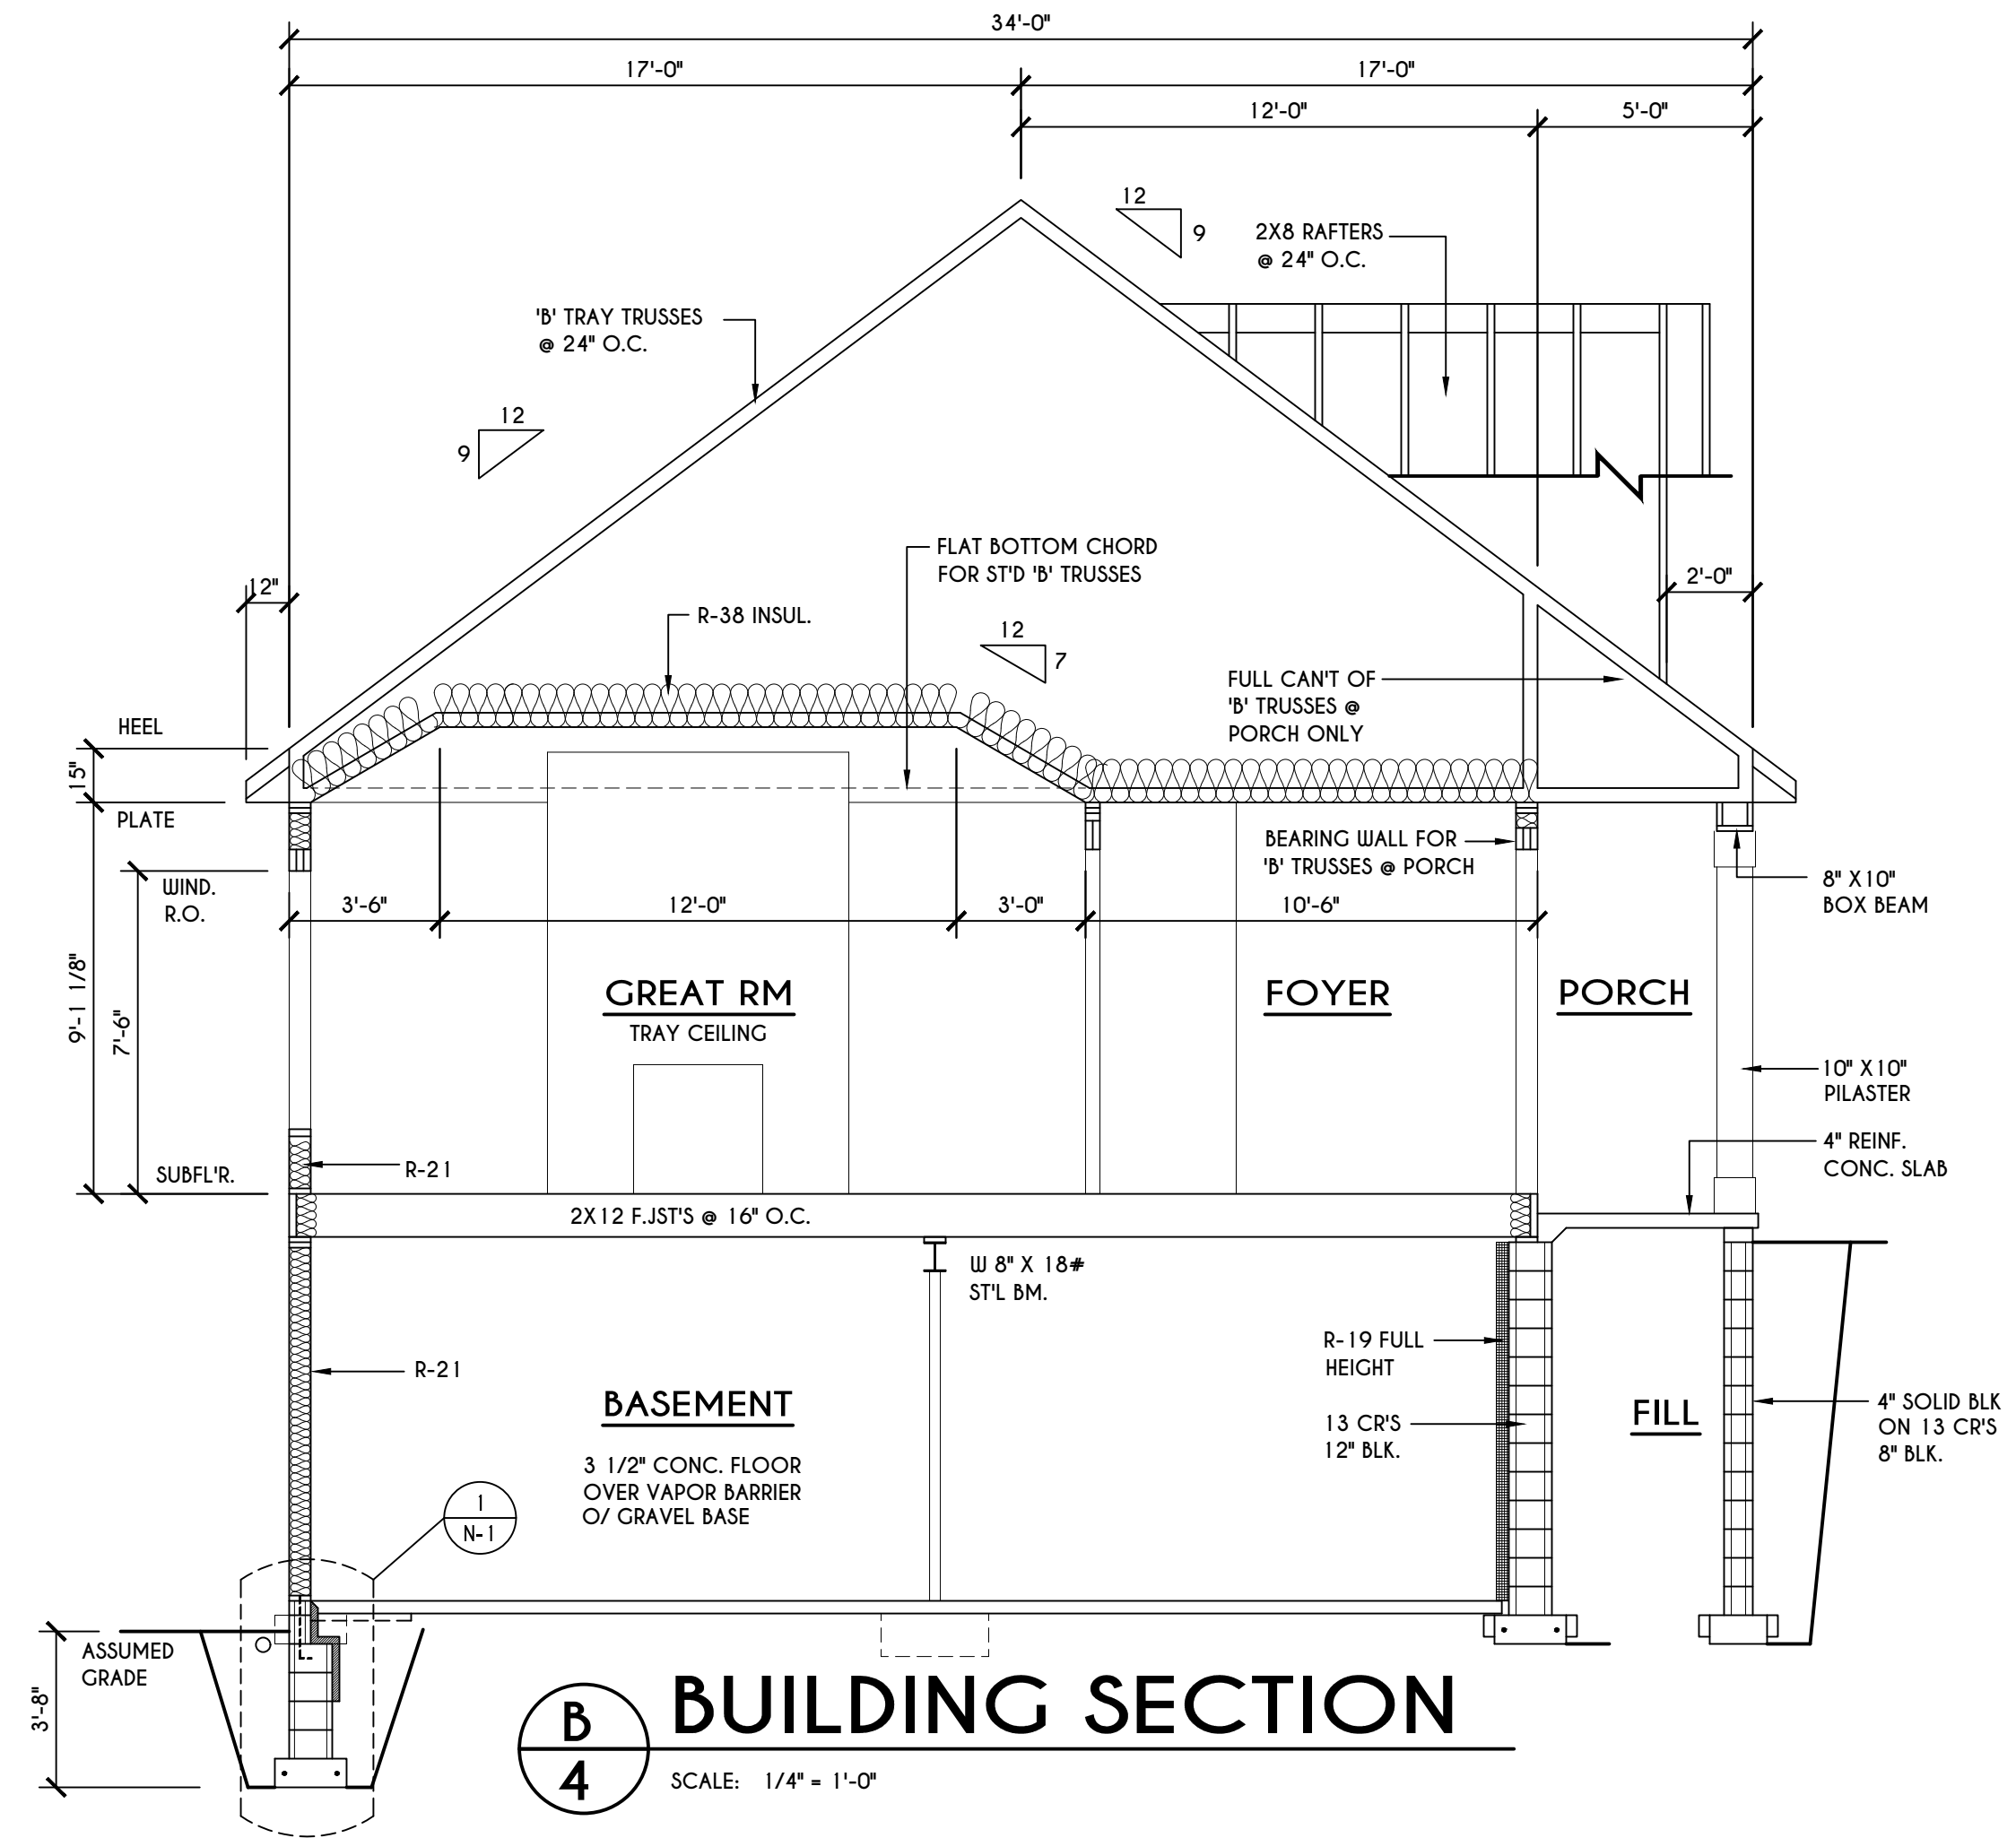 34'-0"
17'-0"
17'-0"
12'-0"
5'-0"
12
9
2X8 RAFTERS
@ 24" O.C.
'B' TRAY TRUSSES
@ 24" O.C.
12
9
FLAT BOTTOM CHORD
FOR ST'D 'B' TRUSSES
12"
2'-0"
R-38 INSUL.
12
7
FULL CAN'T OF
'B' TRUSSES @
PORCH ONLY
HEEL
15"
PLATE
BEARING WALL FOR
'B' TRUSSES @ PORCH
WIND.
R.O.
8" X10"
BOX BEAM
3'-6"
12'-0"
3'-0"
10'-6"
9'-1 1/8"
7'-6"
GREAT RM
TRAY CEILING
FOYER
PORCH
10" X10"
PILASTER
4" REINF.
CONC. SLAB
SUBFL'R.
R-21
2X12 F.JST'S @ 16" O.C.
W 8" X 18#
ST'L BM.
R-19 FULL
HEIGHT
R-21
BASEMENT
3 1/2" CONC. FLOOR
OVER VAPOR BARRIER
O/ GRAVEL BASE
13 CR'S
12" BLK.
FILL
4" SOLID BLK
ON 13 CR'S
8" BLK.
1
N-1
ASSUMED
GRADE
3'-8"
B
4
BUILDING SECTION
SCALE: 1/4" = 1'-0"